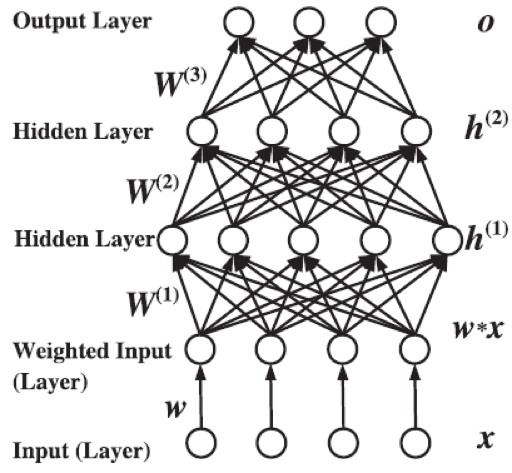 Output Layer
o
W(3)
Hidden Layer
h(2)
W(2)
Hidden Layer
h(1)
W(1)
w*x
Weighted Input
(Layer)
w
Input (Layer)
x